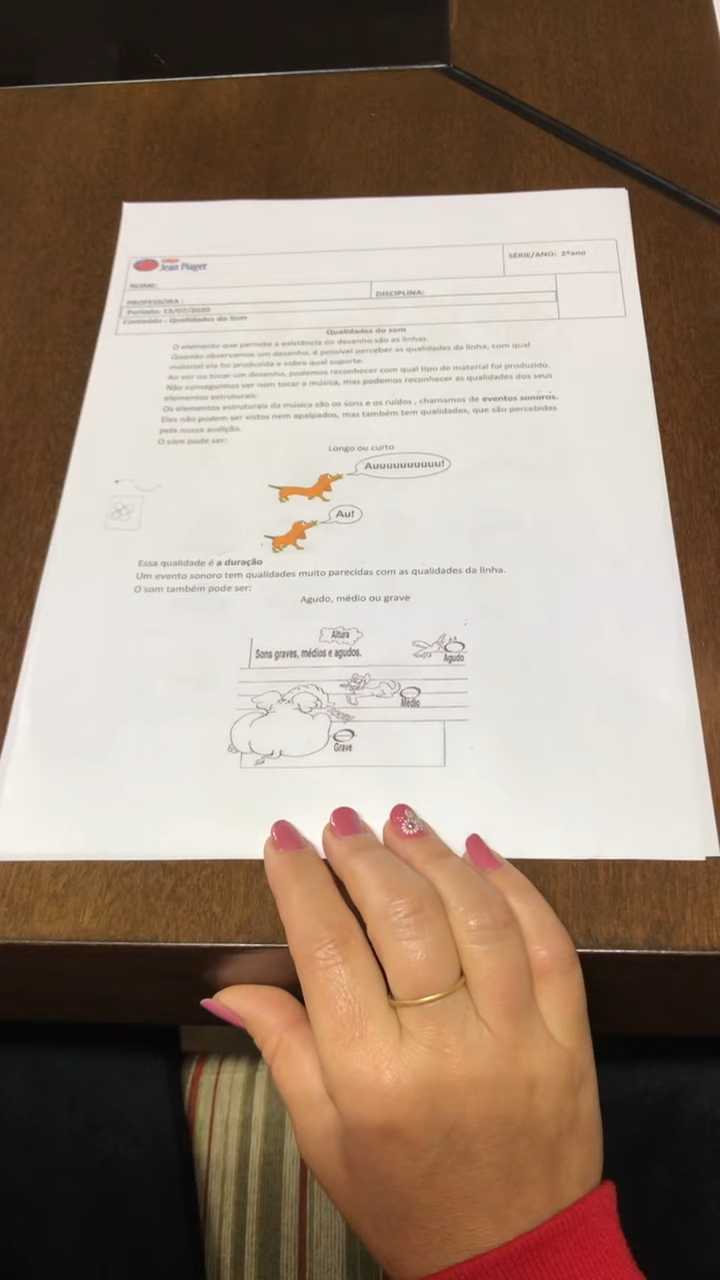 Colégio
Jean Piaget
SÉRIE/ANO: 2ºano
NOME:
DISCIPLINA:
PROFESSORA :
Período: 13/07/2020
Conteúdo : Qualidades do Som
Qualidades do som
O elemento que permite a existência do desenho são as linhas.
Quando observamos um desenho, é possível perceber as qualidades da linha, com qual
material ela foi produzida e sobre qual suporte.
Ao ver ou tocar um desenho, podemos reconhecer com qual tipo de material foi produzido.
Não conseguimos ver nem tocar a música, mas podemos reconhecer as qualidades dos seus
elementos estruturais.
Os elementos estruturais da música são os sons e os ruídos , chamamos de eventos sonoros.
Eles não podem ser vistos nem apalpados, mas também tem qualidades, que são percebidas
pela nossa audição.
O som pode ser:
Longo ou curto
Auuuuuuuuuu!
Au!
Essa qualidade é a duração
Um evento sonoro tem qualidades muito parecidas com as qualidades da linha.
O som também pode ser:
Agudo, médio ou grave
Altura
Sons graves, médios e agudos.
Agudo
Médio
Grave